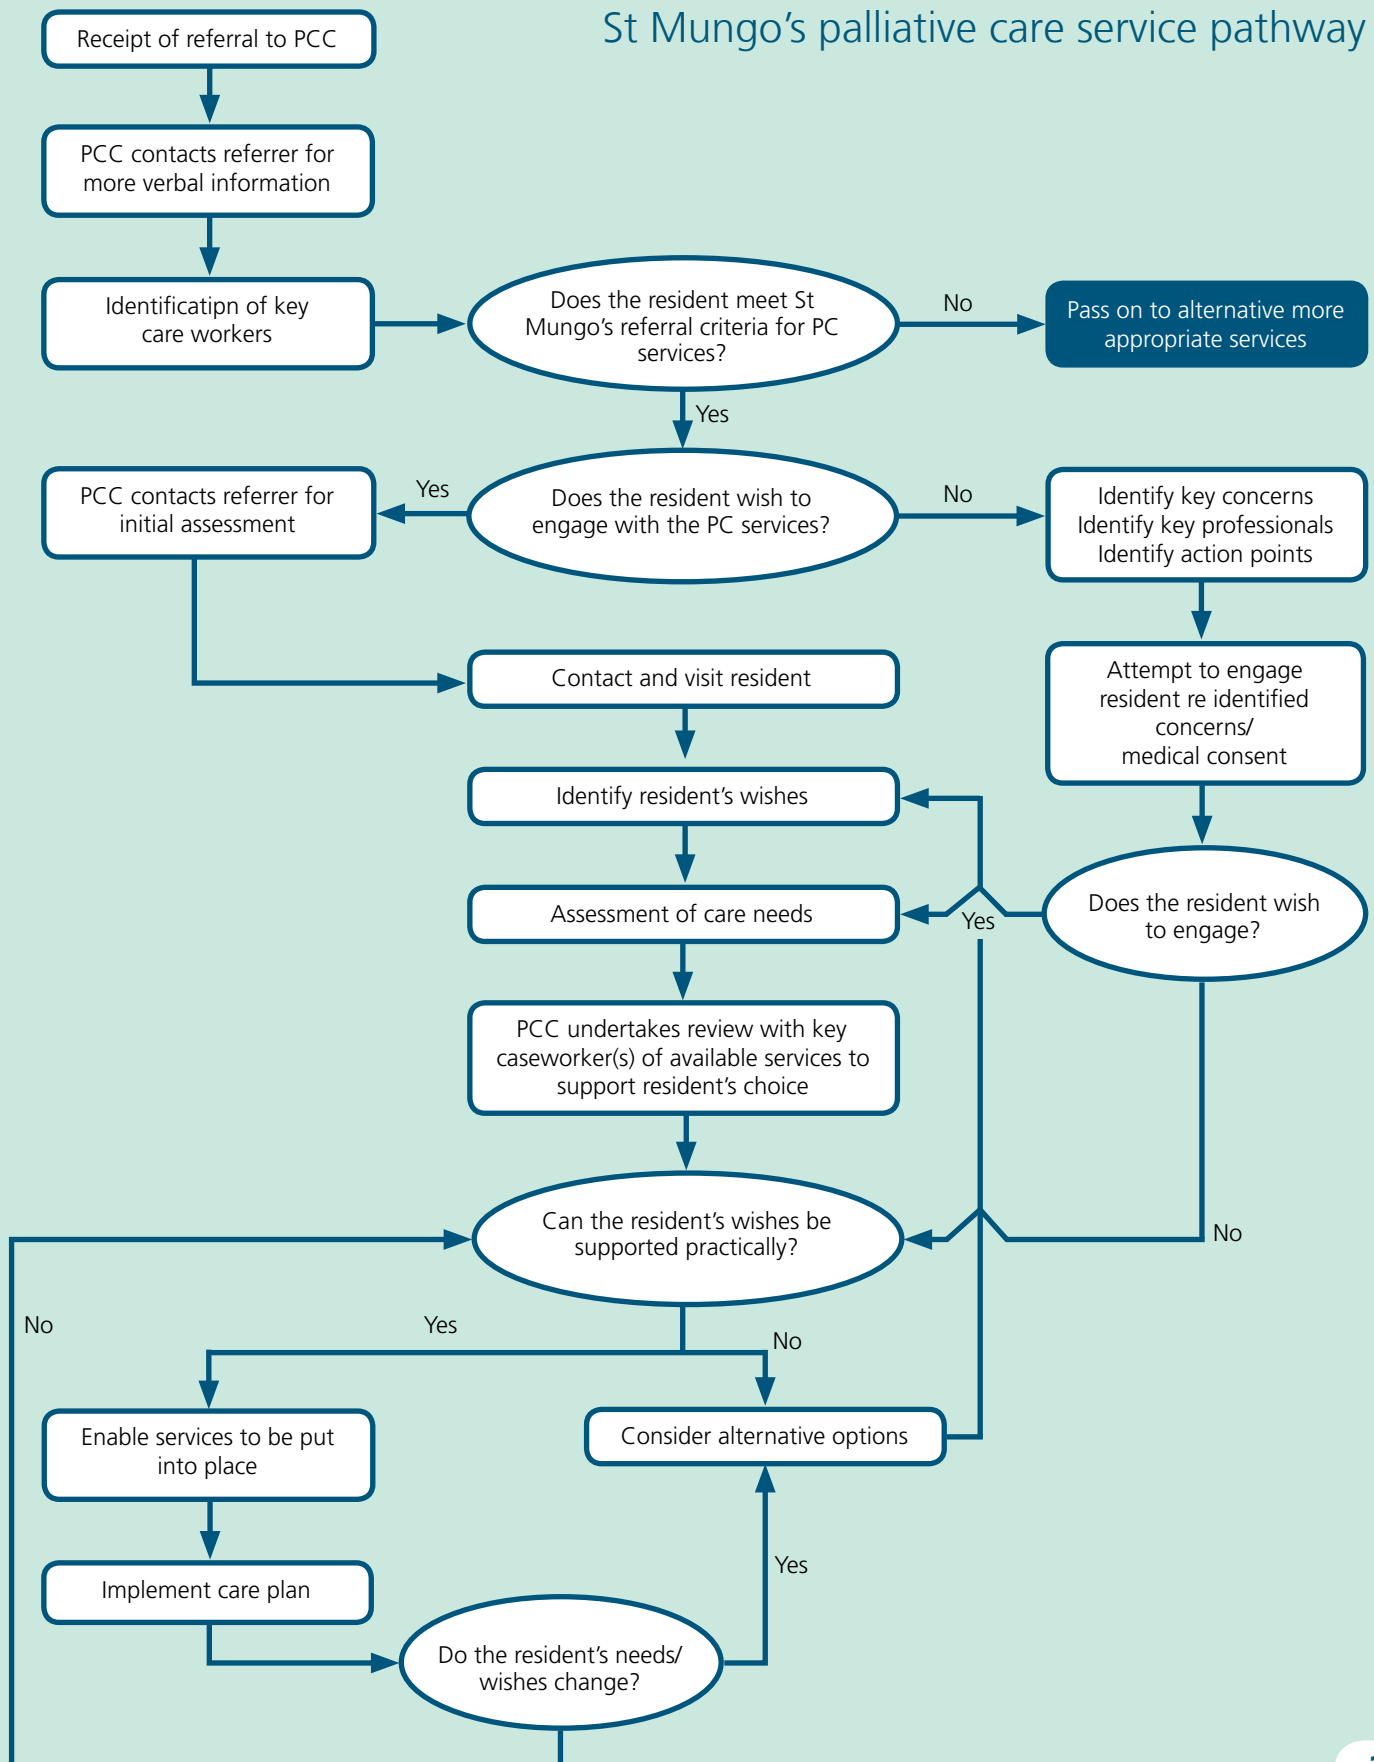 St Mungo's palliative care service pathway
Receipt of referral to PCC
PCC contacts referrer for
more verbal information
Identificatipn of key
care workers
Does the resident meet St
Mungo's referral criteria for PC
services?
No
Pass on to alternative more
appropriate services
Yes
PCC contacts referrer for
initial assessment
Yes
Does the resident wish to
engage with the PC services?
No
Identify key concerns
Identify key professionals
Identify action points
Contact and visit resident
Attempt to engage
resident re identified
concerns/
medical consent
Identify resident's wishes
Assessment of care needs
Yes
Does the resident wish
to engage?
PCC undertakes review with key
caseworker(s) of available services to
support resident's choice
Can the resident's wishes be
supported practically?
No
No
Yes
No
Enable services to be put
into place
Consider alternative options
Yes
Implement care plan
Do the resident's needs/
wishes change?